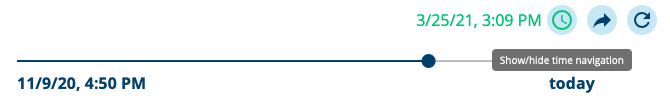 3/25/21, 3:09 PM
Show/hide time navigation
11/9/20, 4:50 PM today